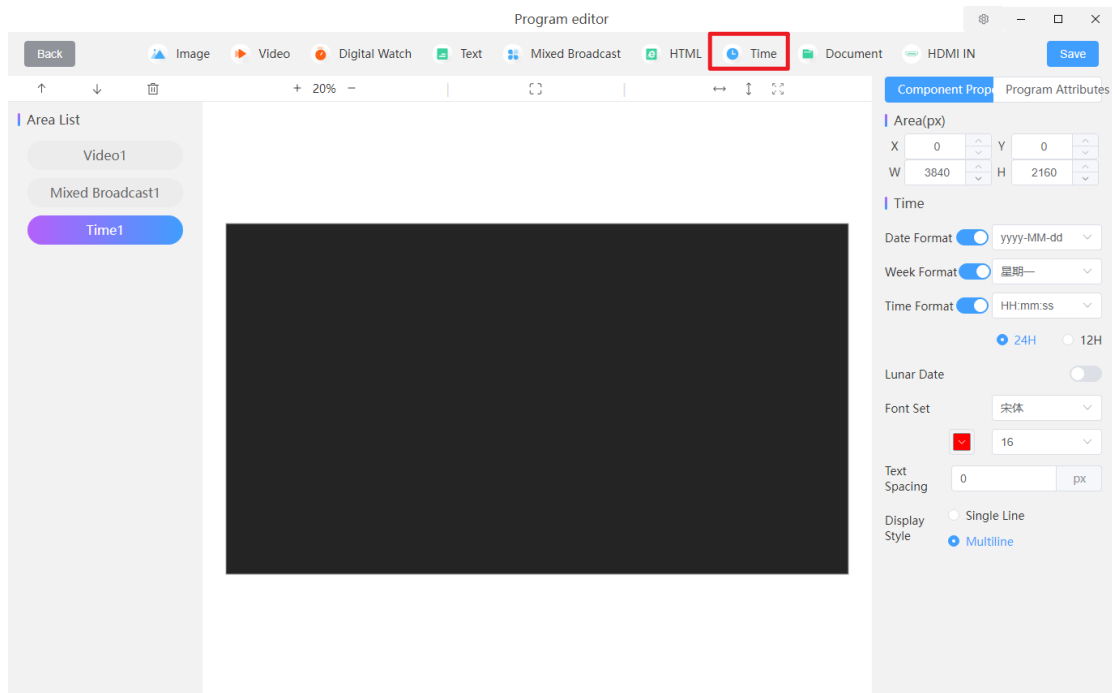 Program editor
Back
Image
Video
Digital Watch
Text
Mixed Broadcast
HTML
Time
Document
HDMI IN
Save
+ 20% −
Component Prope
Program Attributes
Area List
Video1
Mixed Broadcast1
Time1
Area(px)
X 0 Y 0
W 3840 H 2160
Time
Date Format yyyy-MM-dd
Week Format 星期一
Time Format HH:mm:ss
24H 12H
Lunar Date
Font Set 宋体
16
Text
Spacing
0 px
Display
Style
Single Line
Multiline